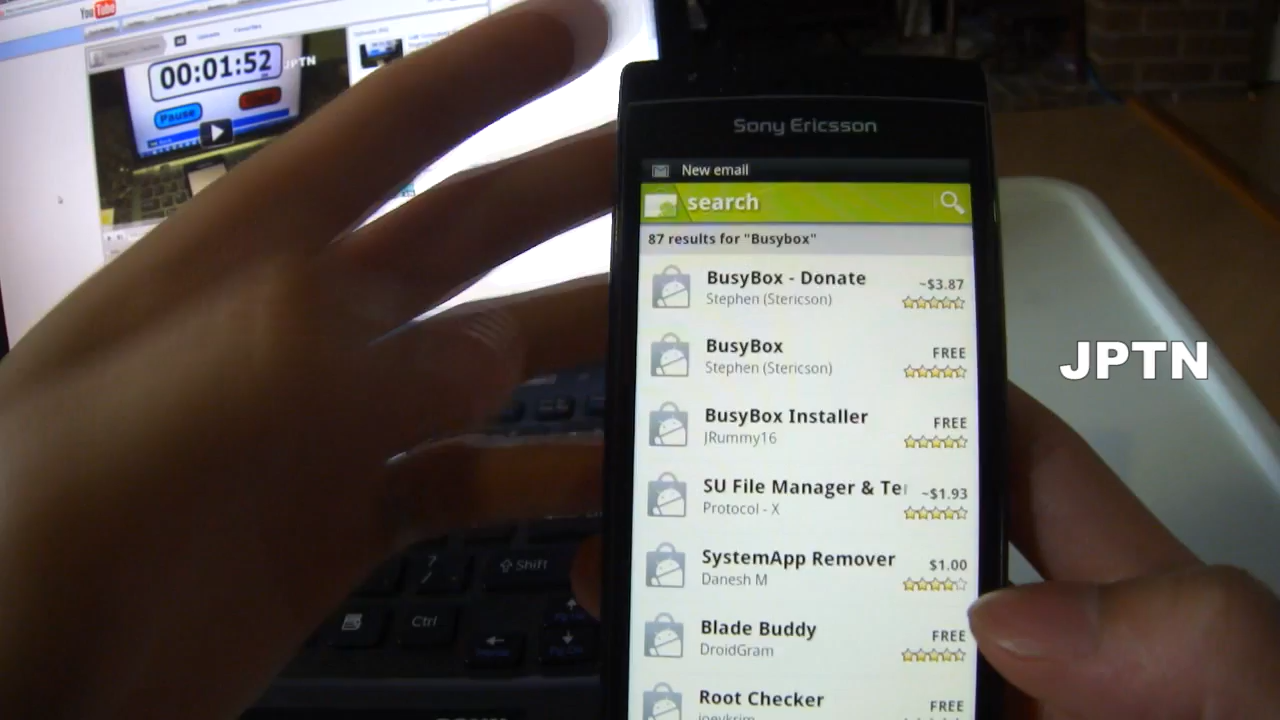 YouTube
00:01:52
JPTN
Pause
Sony Ericsson
New email
search
87 results for "Busybox"
BusyBox - Donate
~$3.87
Stephen (Stericson)
BusyBox
FREE
Stephen (Stericson)
BusyBox Installer
FREE
JRummy16
SU File Manager & Te
~$1.93
Protocol - X
SystemApp Remover
$1.00
Danesh M
Blade Buddy
FREE
DroidGram
Root Checker
FREE
JPTN
? /
Shift
Ctrl